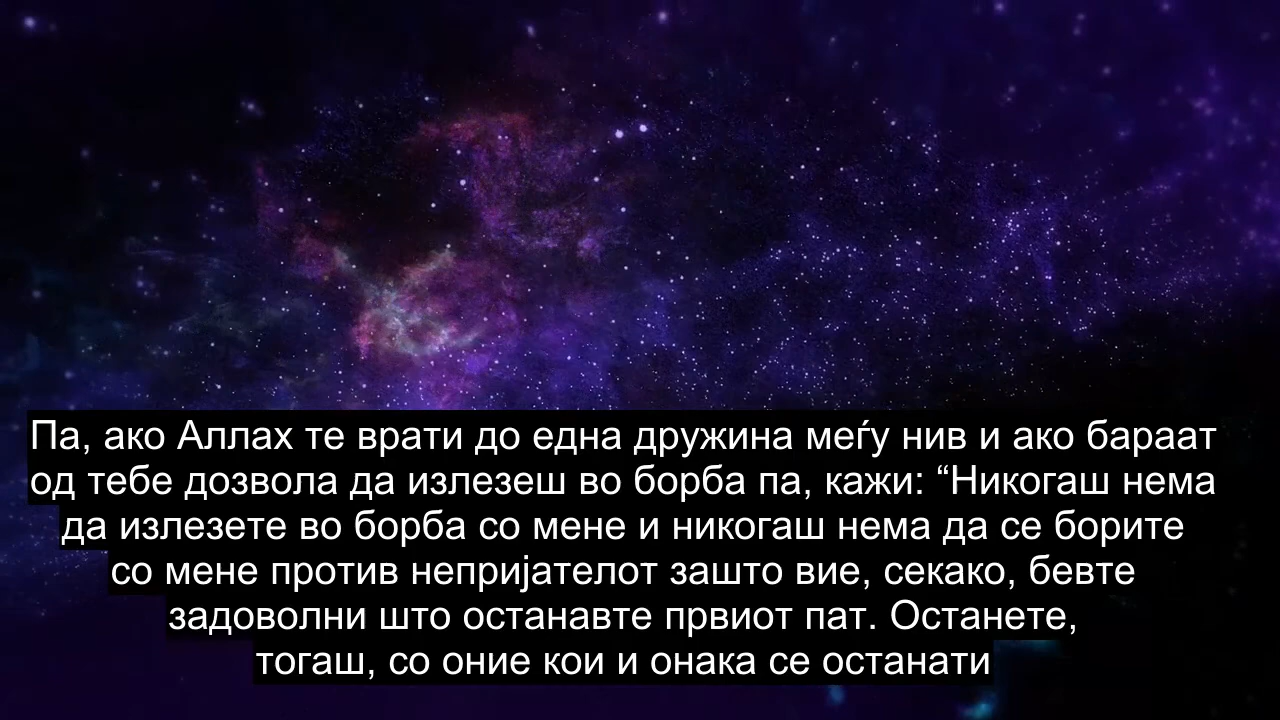 Па, ако Аллах те врати до една дружина меѓу нив и ако бараат
од тебе дозвола да излезеш во борба па, кажи: “Никогаш нема
да излезете во борба со мене и никогаш нема да се борите
со мене против непријателот зашто вие, секако, бевте
задоволни што останавте првиот пат. Останете,
тогаш, со оние кои и онака се останати